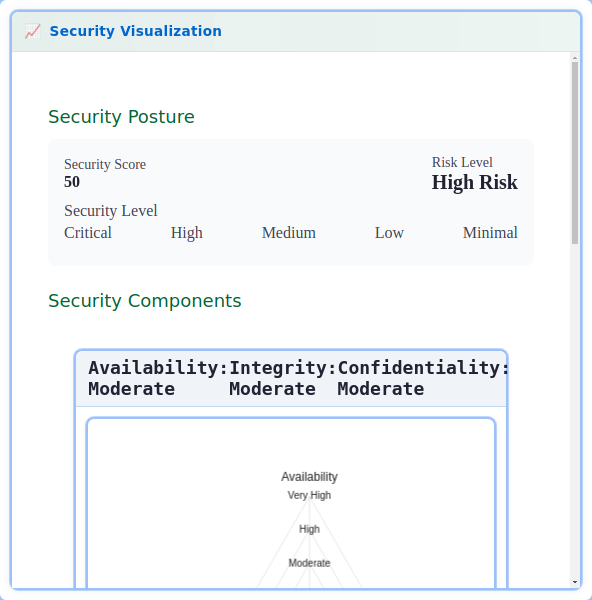 Security Visualization
Security Posture
Security Score
50
Risk Level
High Risk
Security Level
Critical High Medium Low Minimal
Security Components
Availability: Integrity: Confidentiality:
Moderate Moderate Moderate
Availability
Very High
High
Moderate